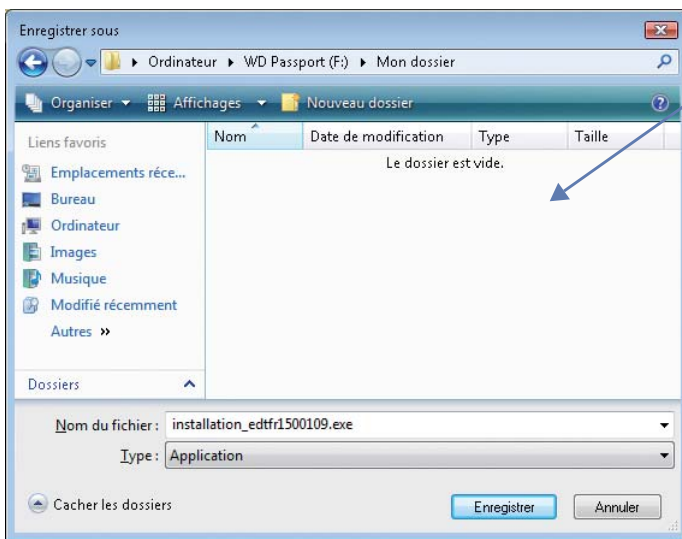 Enregistrer sous
Ordinateur ▸ WD Passport (F:) ▸ Mon dossier
Organiser Affichages Nouveau dossier
Liens favoris
Emplacements réce...
Bureau
Ordinateur
Images
Musique
Modifié récemment
Autres »
Dossiers
Nom Date de modification Type Taille
Le dossier est vide.
Nom du fichier : installation_edtfr1500109.exe
Type : Application
Cacher les dossiers Enregistrer Annuler